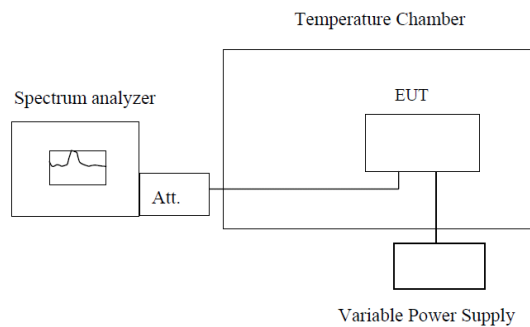 Temperature Chamber
Spectrum analyzer
EUT
Att.
Variable Power Supply